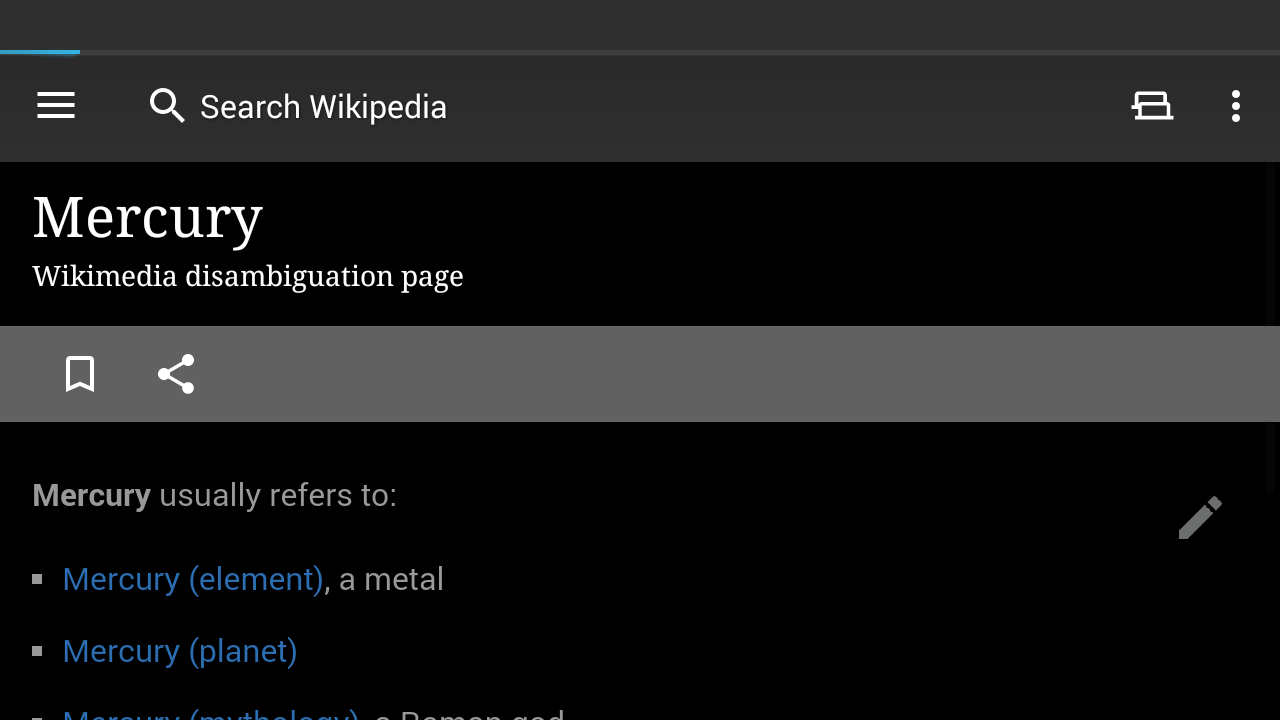 Search Wikipedia
Mercury
Wikimedia disambiguation page
Mercury usually refers to:
Mercury (element), a metal
Mercury (planet)
Mercury (mythology), a Roman god